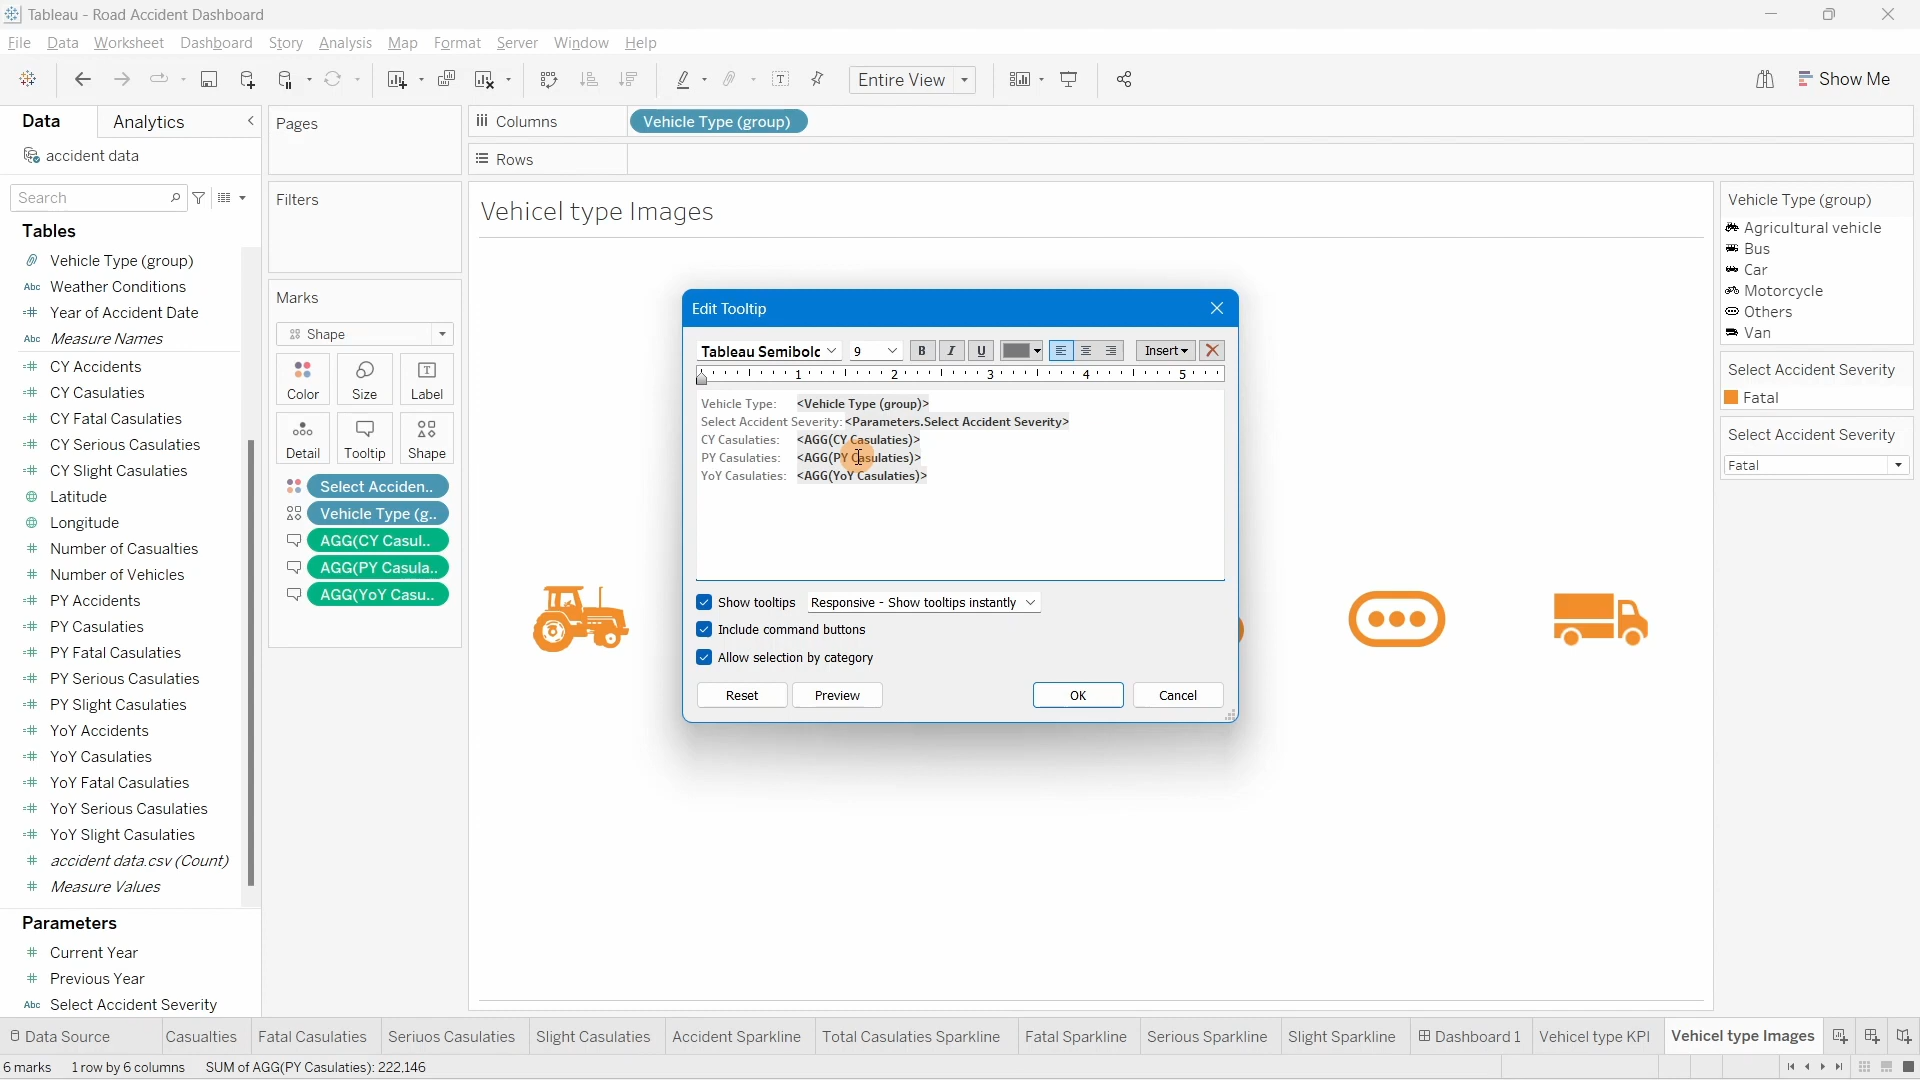 Tableau - Road Accident Dashboard
File Data Worksheet Dashboard Story Analysis Map Format Server Window Help
Entire View
Show Me
Data
Analytics
accident data
Search
Tables
Vehicle Type (group)
Abc Weather Conditions
Year of Accident Date
Abc Measure Names
CY Accidents
CY Casulaties
CY Fatal Casulaties
CY Serious Casulaties
CY Slight Casulaties
Latitude
Longitude
Number of Casualties
Number of Vehicles
PY Accidents
PY Casulaties
PY Fatal Casulaties
PY Serious Casulaties
PY Slight Casulaties
YoY Accidents
YoY Casulaties
YoY Fatal Casulaties
YoY Serious Casulaties
YoY Slight Casulaties
accident data.csv (Count)
Measure Values
Parameters
Current Year
Previous Year
Abc Select Accident Severity
Pages
Filters
Marks
Shape
Color Size Label
Detail Tooltip Shape
Select Acciden..
Vehicle Type (g..
AGG(CY Casul..
AGG(PY Casula..
AGG(YoY Casu..
Columns
Vehicle Type (group)
Rows
Vehicel type Images
Edit Tooltip
Tableau Semibolc 9 B I U Insert
1 2 3 4 5
Vehicle Type: <Vehicle Type (group)>
Select Accident Severity: <Parameters.Select Accident Severity>
CY Casulaties: <AGG(CY Casulaties)>
PY Casulaties: <AGG(PY Casulaties)>
YoY Casulaties: <AGG(YoY Casulaties)>
Show tooltips Responsive - Show tooltips instantly
Include command buttons
Allow selection by category
Reset Preview OK Cancel
Vehicle Type (group)
Agricultural vehicle
Bus
Car
Motorcycle
Others
Van
Select Accident Severity
Fatal
Select Accident Severity
Fatal
Data Source Casualties Fatal Casulaties Seriuos Casulaties Slight Casulaties Accident Sparkline Total Casulaties Sparkline Fatal Sparkline Serious Sparkline Slight Sparkline Dashboard 1 Vehicel type KPI Vehicel type Images
6 marks 1 row by 6 columns SUM of AGG(PY Casulaties): 222,146